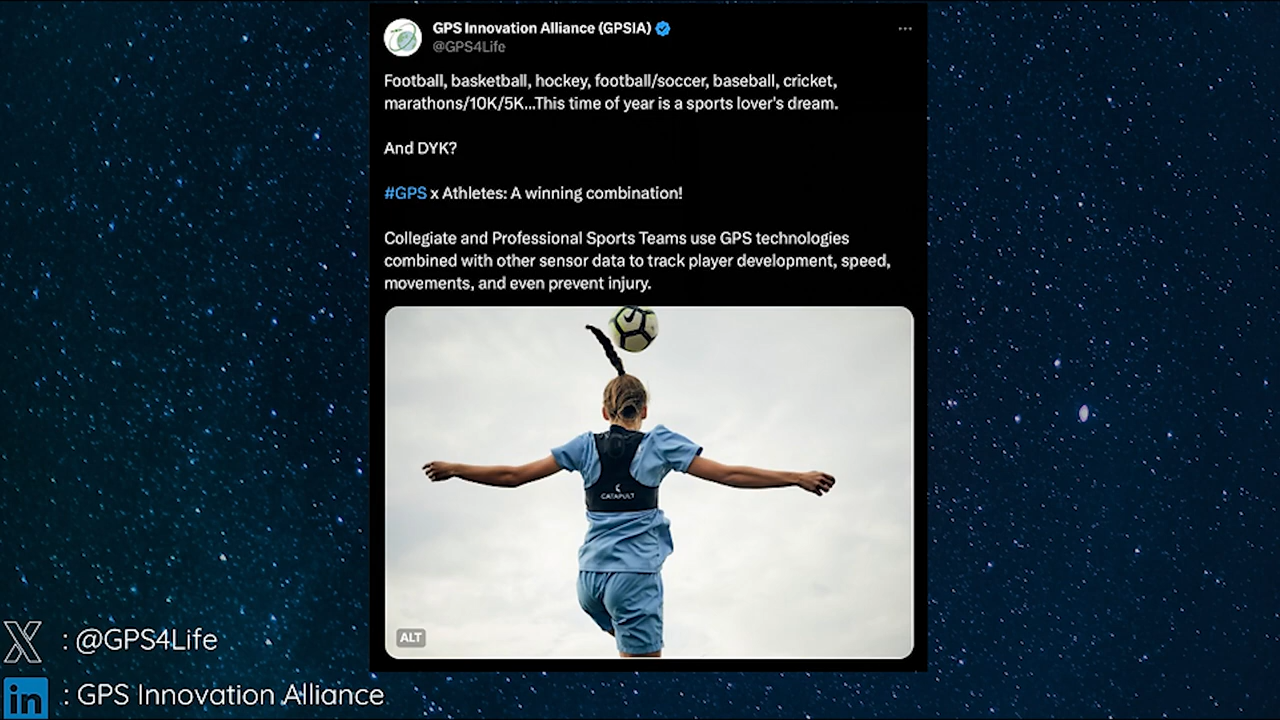 GPS Innovation Alliance (GPSIA)
@GPS4Life
Football, basketball, hockey, football/soccer, baseball, cricket,
marathons/10K/5K...This time of year is a sports lover's dream.
And DYK?
#GPS x Athletes: A winning combination!
Collegiate and Professional Sports Teams use GPS technologies
combined with other sensor data to track player development, speed,
movements, and even prevent injury.
CATAPULT
ALT
X : @GPS4Life
in : GPS Innovation Alliance